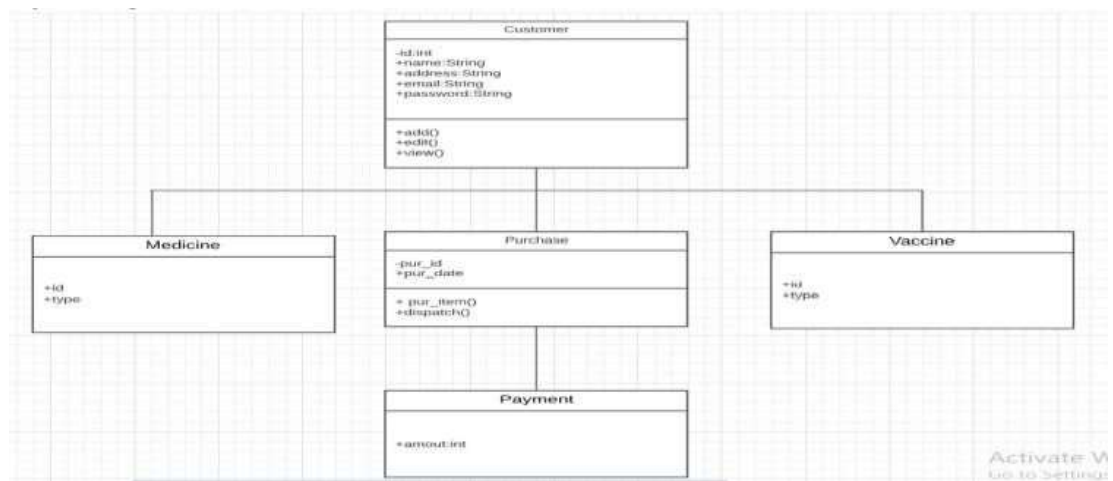 Customer
-id:int
+name:String
+address:String
+email:String
+password:String
+add()
+edit()
+view()
Medicine
+id
+type
Purchase
-pur_id
+pur_date
+ pur_item()
+dispatch()
Vaccine
+id
+type
Payment
+amout:int
Activate W
Go to Settings